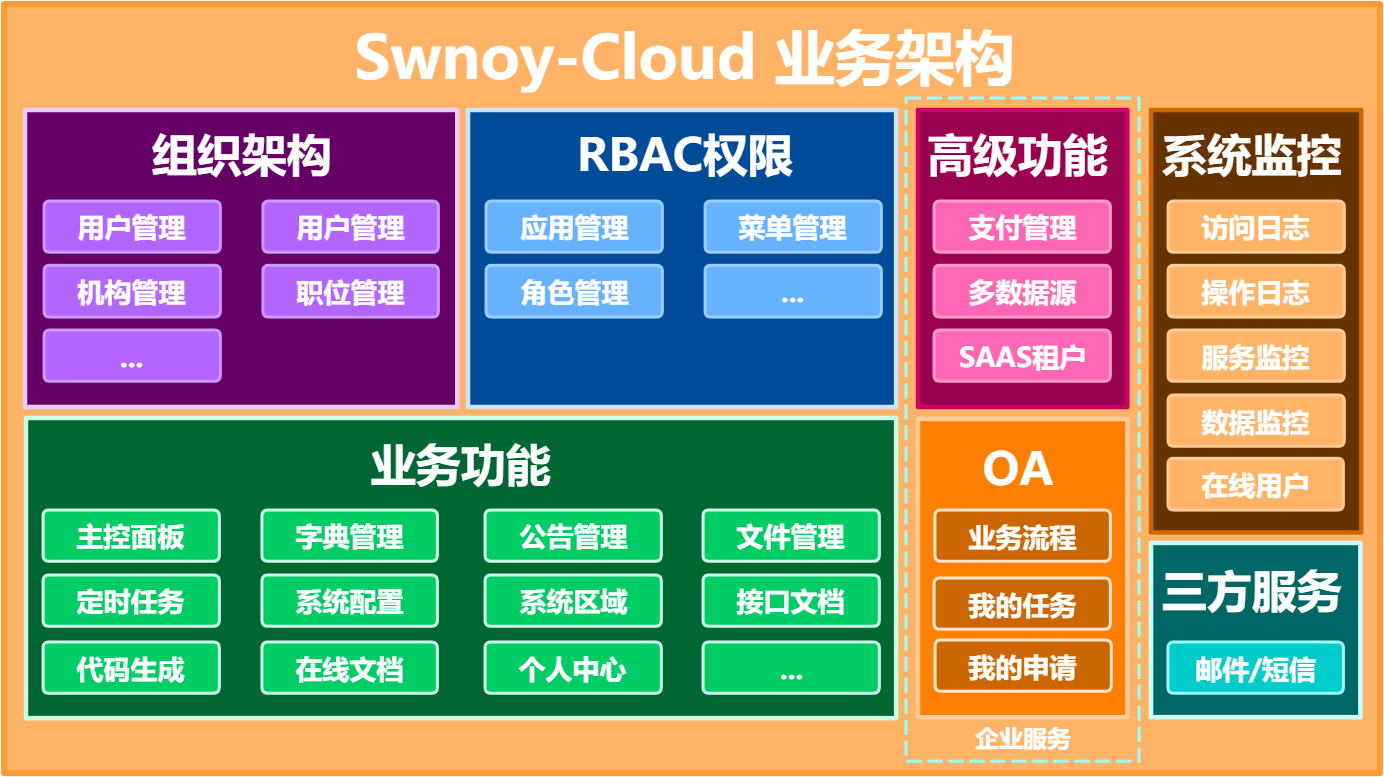 Swnoy-Cloud 业务架构
组织架构
用户管理
用户管理
机构管理
职位管理
...
RBAC权限
应用管理
菜单管理
角色管理
...
高级功能
支付管理
多数据源
SAAS租户
系统监控
访问日志
操作日志
服务监控
数据监控
在线用户
业务功能
主控面板
字典管理
公告管理
文件管理
定时任务
系统配置
系统区域
接口文档
代码生成
在线文档
个人中心
...
OA
业务流程
我的任务
我的申请
企业服务
三方服务
邮件/短信